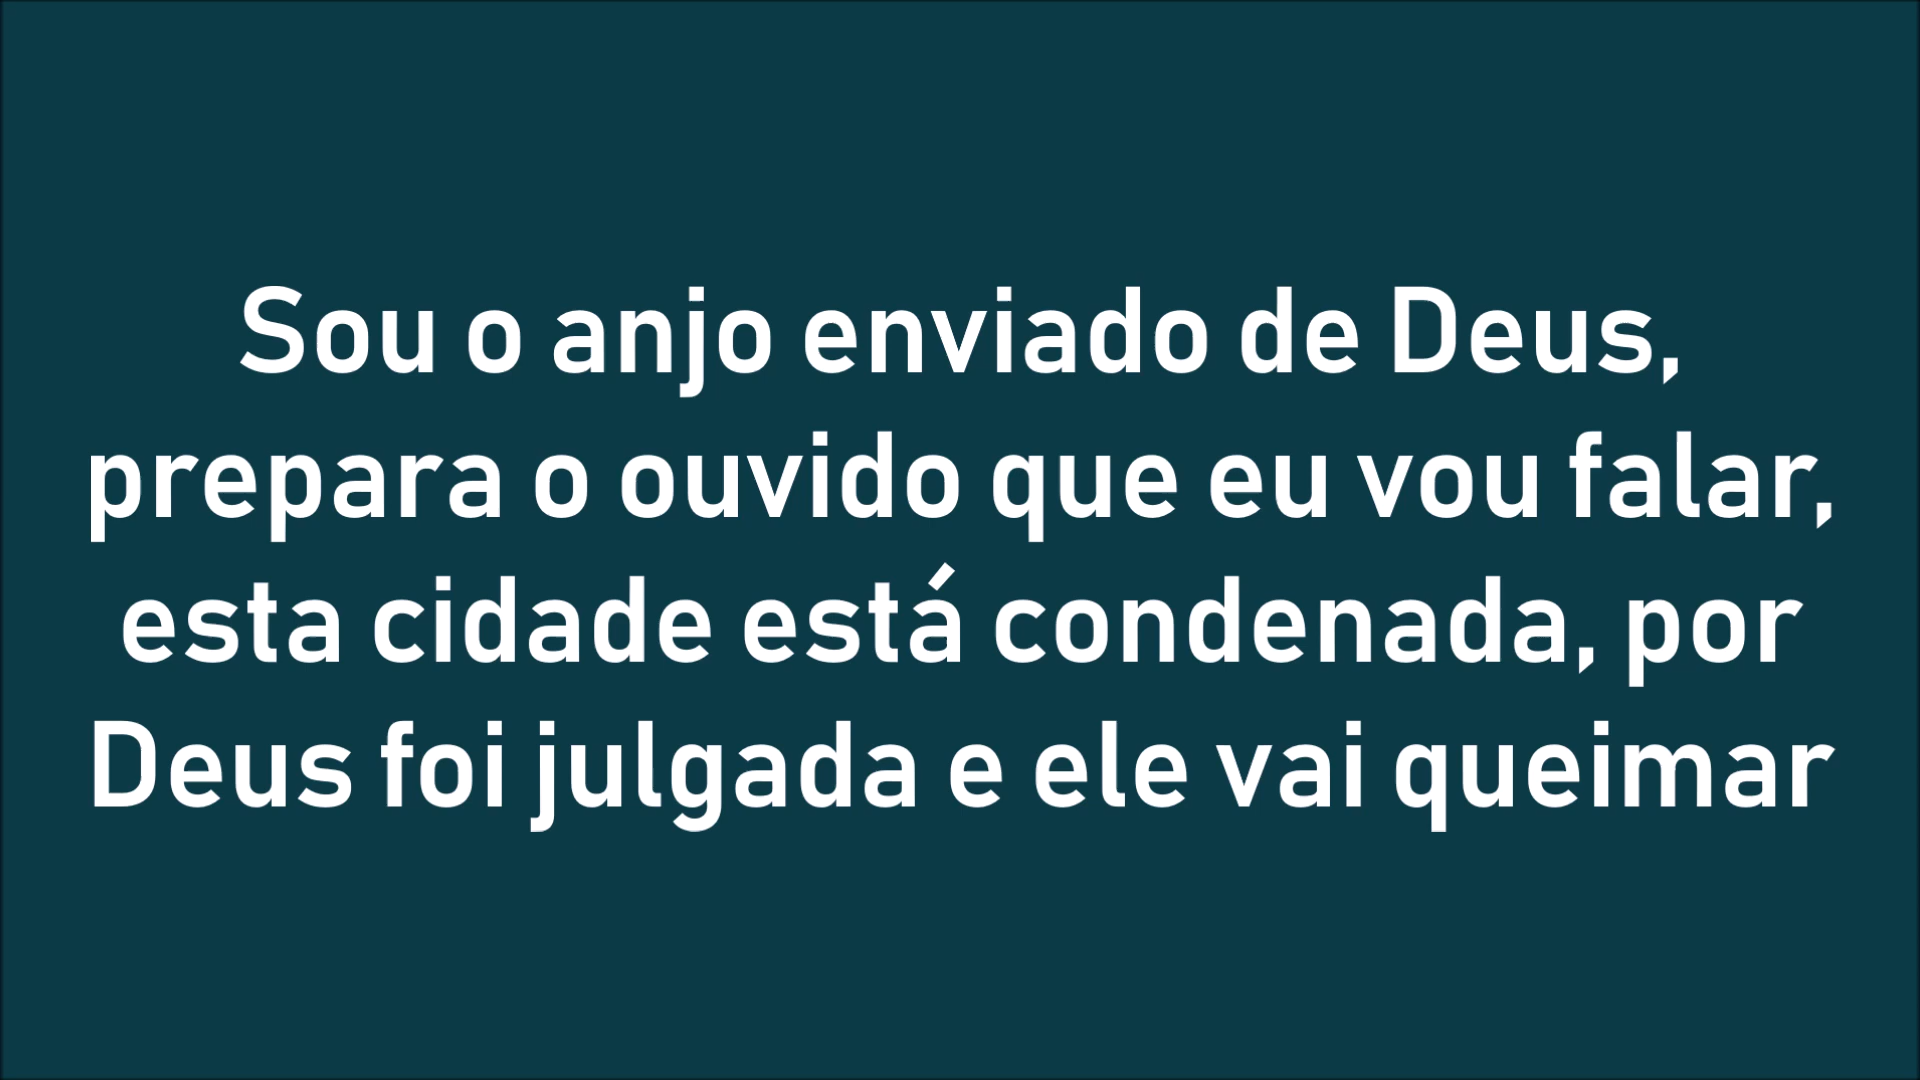 Sou o anjo enviado de Deus,
prepara o ouvido que eu vou falar,
esta cidade está condenada, por
Deus foi julgada e ele vai queimar